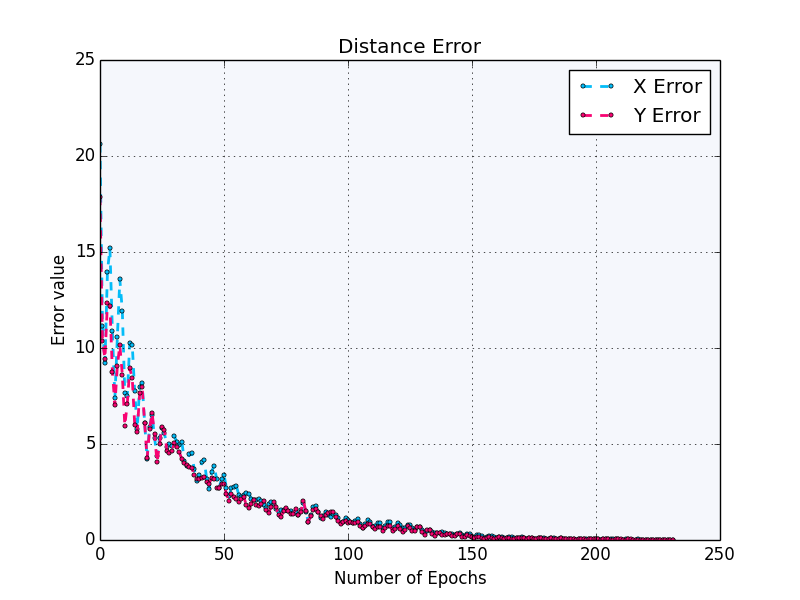 Distance Error
X Error
Y Error
Error value
25
20
15
10
5
0
0 50 100 150 200 250
Number of Epochs